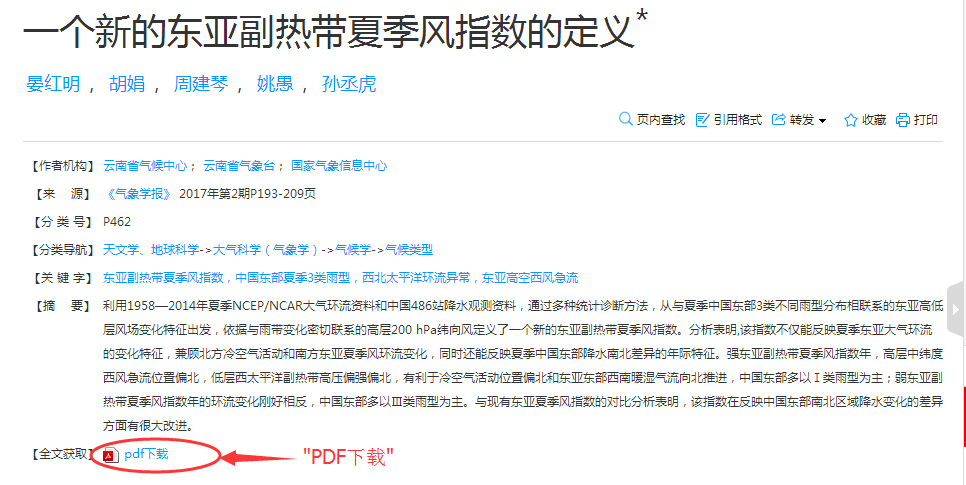 一个新的东亚副热带夏季风指数的定义*
晏红明 ， 胡娟 ， 周建琴 ， 姚愚 ， 孙丞虎
页内查找 引用格式 转发 收藏 打印
【作者机构】 云南省气候中心； 云南省气象台； 国家气象信息中心
【来 源】 《气象学报》 2017年第2期P193-209页
【分 类 号】 P462
【分类导航】 天文学、地球科学->大气科学（气象学）->气候学->气候类型
【关 键 字】 东亚副热带夏季风指数，中国东部夏季3类雨型，西北太平洋环流异常，东亚高空西风急流
【摘 要】 利用1958—2014年夏季NCEP/NCAR大气环流资料和中国486站降水观测资料，通过多种统计诊断方法，从与夏季中国东部3类不同雨型分布相联系的东亚高低
层风场变化特征出发，依据与雨带变化密切联系的高层200 hPa纬向风定义了一个新的东亚副热带夏季风指数。分析表明,该指数不仅能反映夏季东亚大气环流
的变化特征，兼顾北方冷空气活动和南方东亚夏季风环流变化，同时还能反映夏季中国东部降水南北差异的年际特征。强东亚副热带夏季风指数年，高层中纬度
西风急流位置偏北，低层西太平洋副热带高压偏强偏北，有利于冷空气活动位置偏北和东亚东部西南暖湿气流向北推进，中国东部多以Ⅰ类雨型为主；弱东亚副
热带夏季风指数年的环流变化刚好相反，中国东部多以Ⅲ类雨型为主。与现有东亚夏季风指数的对比分析表明，该指数在反映中国东部南北区域降水变化的差异
方面有很大改进。
【全文获取】 pdf下载 "PDF下载"